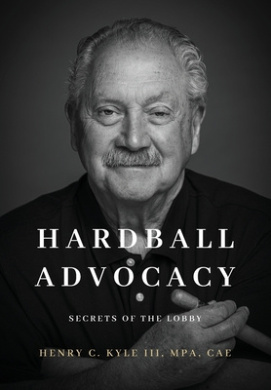 HARDBALL
ADVOCACY
SECRETS OF THE LOBBY
HENRY C. KYLE III, MPA, CAE